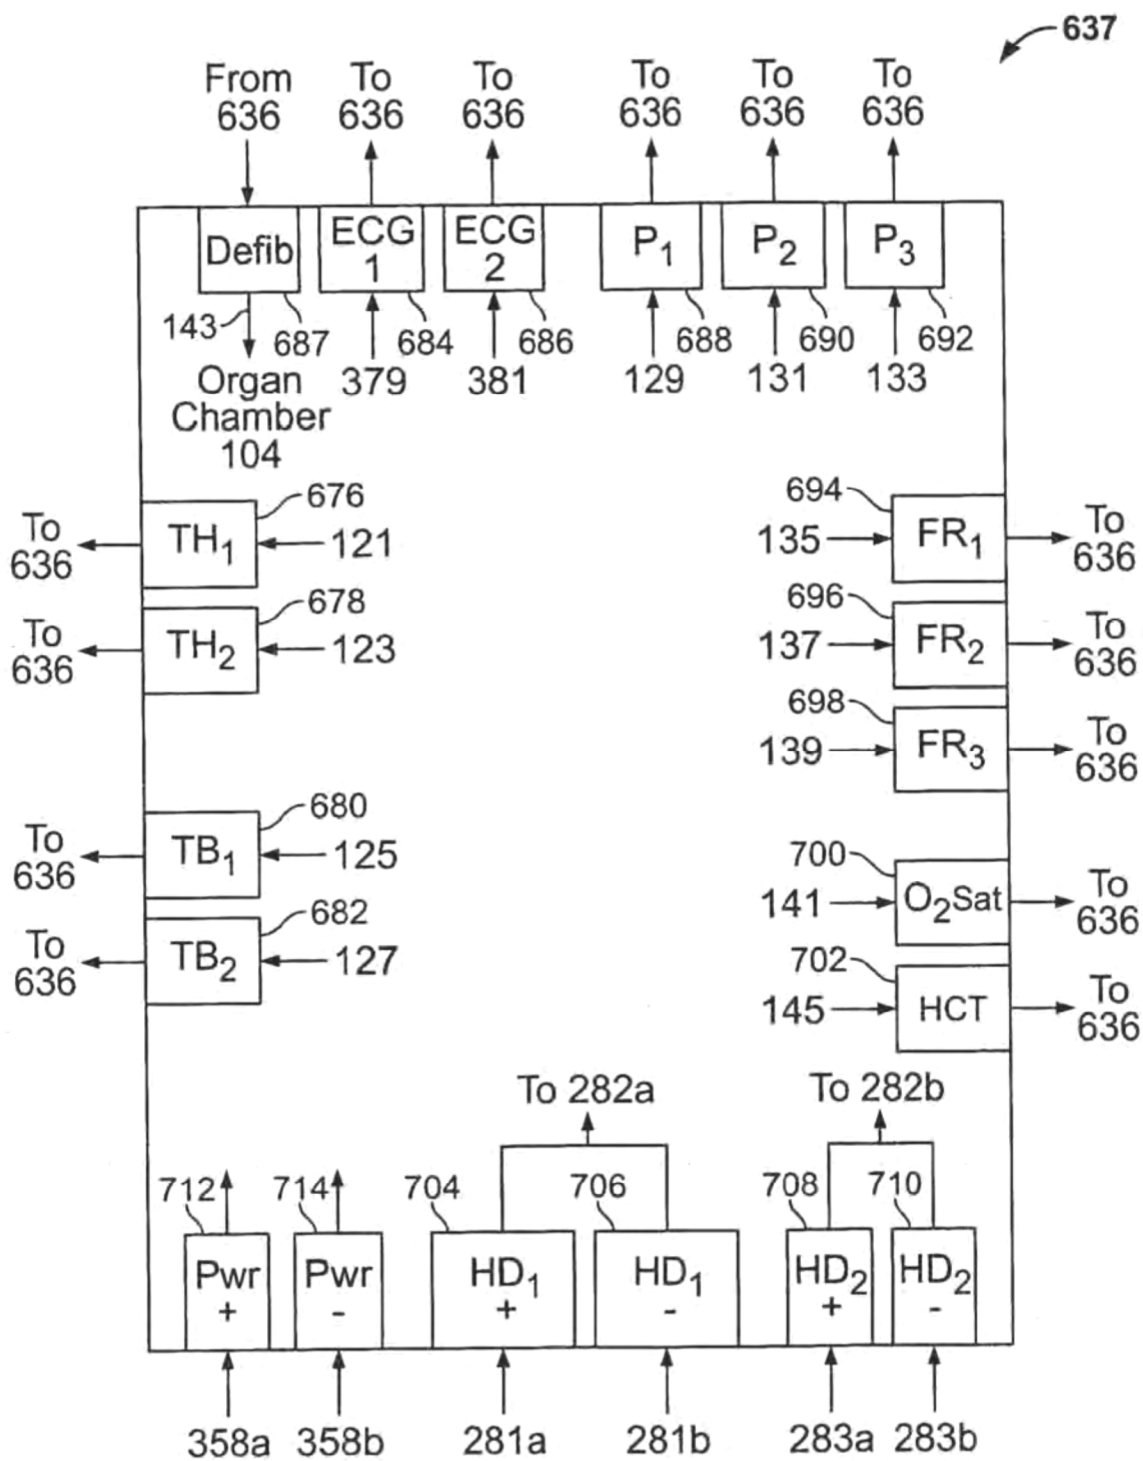 637
From
636
To
636
To
636
To
636
To
636
To
636
Defib
ECG
1
ECG
2
P1
P2
P3
143
687
684
686
688
690
692
Organ
Chamber
104
379
381
129
131
133
676
To
636
TH1
121
678
To
636
TH2
123
694
135
FR1
To
636
696
137
FR2
To
636
698
139
FR3
To
636
680
To
636
TB1
125
682
To
636
TB2
127
700
141
O2Sat
To
636
702
145
HCT
To
636
To 282a
To 282b
712
714
704
706
708
710
Pwr
+
Pwr
-
HD1
+
HD1
-
HD2
+
HD2
-
358a
358b
281a
281b
283a
283b